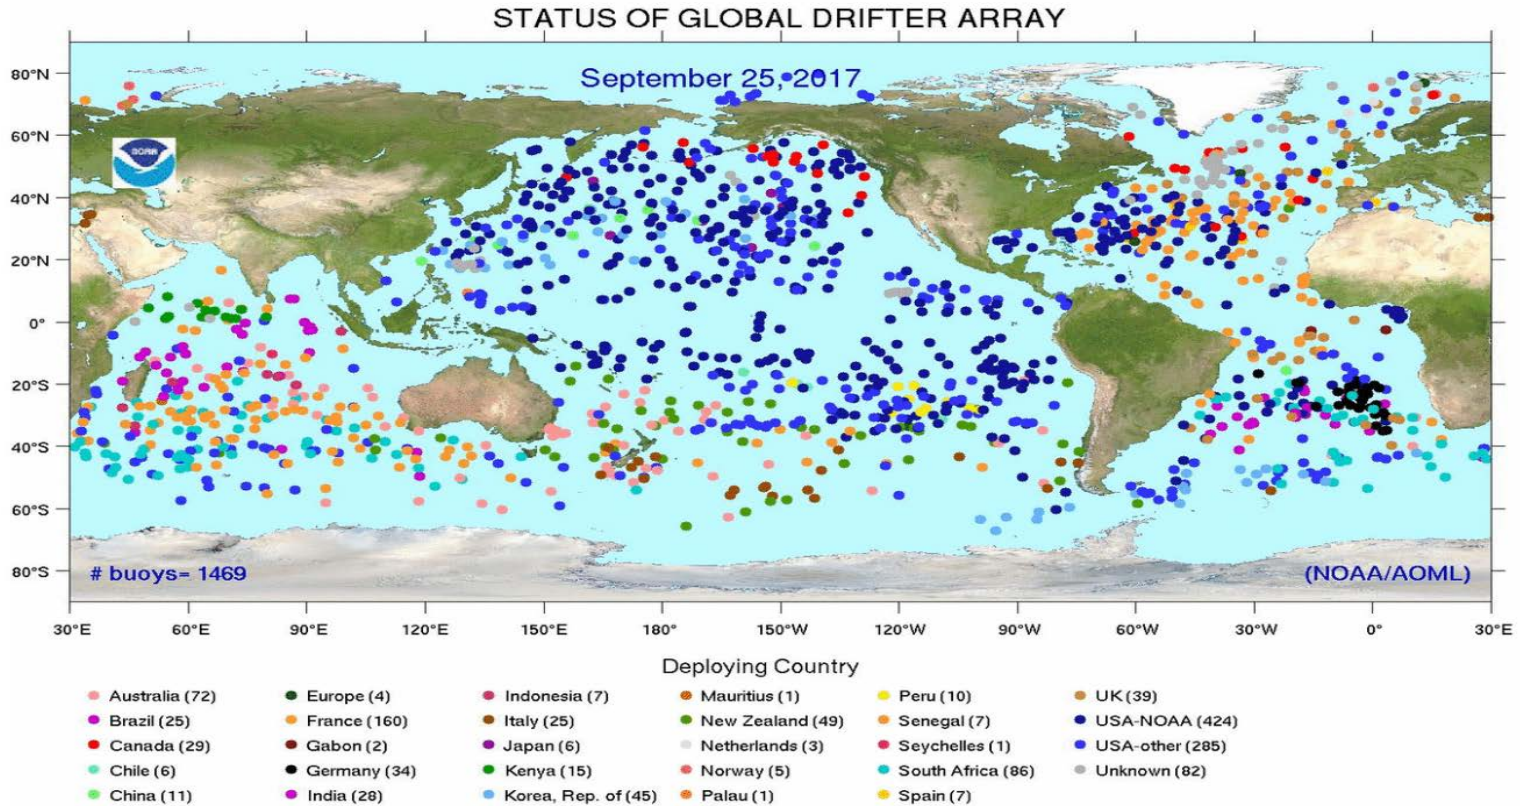 STATUS OF GLOBAL DRIFTER ARRAY
September 25, 2017
80°N
60°N
40°N
20°N
0°
20°S
40°S
60°S
80°S
# buoys= 1469
(NOAA/AOML)
30°E 60°E 90°E 120°E 150°E 180° 150°W 120°W 90°W 60°W 30°W 0° 30°E
Deploying Country
Australia (72) Europe (4) Indonesia (7) Mauritius (1) Peru (10) UK (39)
Brazil (25) France (160) Italy (25) New Zealand (49) Senegal (7) USA-NOAA (424)
Canada (29) Gabon (2) Japan (6) Netherlands (3) Seychelles (1) USA-other (285)
Chile (6) Germany (34) Kenya (15) Norway (5) South Africa (86) Unknown (82)
China (11) India (28) Korea, Rep. of (45) Palau (1) Spain (7)